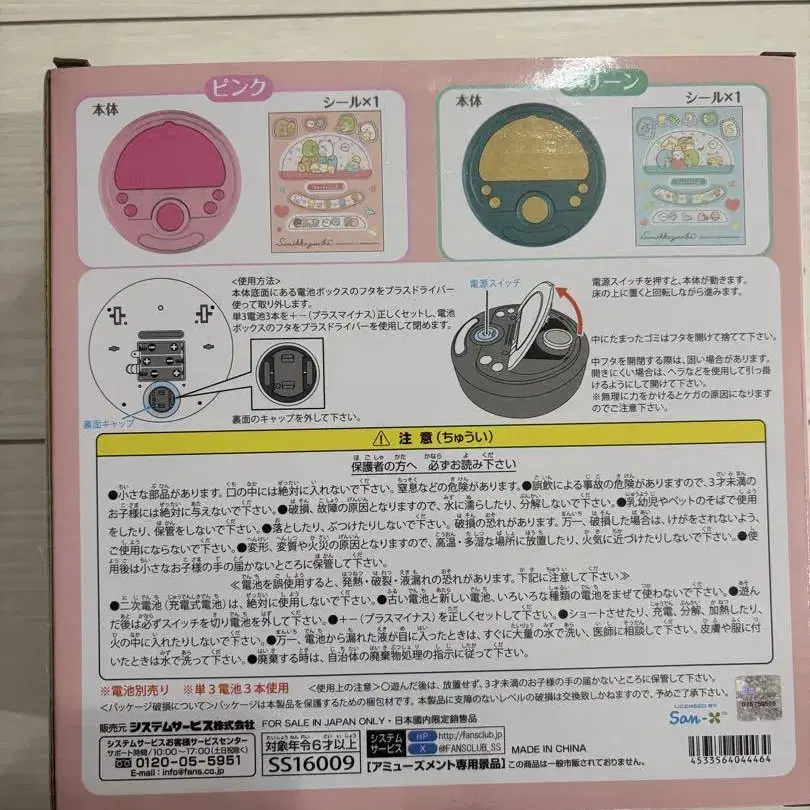 ピンク
本体
シール×1
リーン
本体
シール×1
Sumikkogurashi
Sumikkogurashi
<使用方法>
本体底面にある電池ボックスのフタをプラスドライバー
使って取り外します。
単3電池3本を+−(プラスマイナス)正しくセットし、電池
ボックスのフタをプラスドライバーを使用して閉めます。
裏面キャップ
裏面のキャップを外して下さい。
電源スイッチ
電源スイッチを押すと、本体が動きます。
床の上に置くと回転しながら進みます。
中にたまったゴミはフタを開けて捨てて下さい。
中フタを開閉する際は、固い場合があります。
開きにくい場合は、ヘラなどを使用して引っ掛
けるようにして開けて下さい。
※無理に力をかけるとケガの原因になります
のでご注意下さい。
⚠ 注意(ちゅうい)
保護者の方へ 必ずお読み下さい
●小さな部品があります。口の中には絶対に入れないで下さい。窒息などの危険があります。●誤飲による事故の危険がありますので、3才未満の
お子様には絶対に与えないで下さい。●破損、故障の原因となりますので、水に濡らしたり、分解しないで下さい。●乳幼児やペットのそばで使用
をしたり、保管をしないで下さい。●落としたり、ぶつけたりしないで下さい。破損の恐れがあります。万一、破損した場合は、けがをされないよう、
ご使用にならないで下さい。●変形、変質や火災の原因となりますので、高温・多湿な場所に放置したり、火気に近づけたりしないで下さい。●使
用後は小さなお子様の手の届かないところに保管して下さい。
≪電池を誤使用すると、発熱・破裂・液漏れの恐れがあります。下記に注意して下さい≫
●二次電池(充電式電池)は、絶対に使用しないで下さい。●古い電池と新しい電池、いろいろな種類の電池をまぜて使わないで下さい。●遊ん
だ後は必ずスイッチを切り電池を外して下さい。●+−(プラスマイナス)を正しくセットして下さい。●ショートさせたり、充電、分解、加熱したり、
火の中に入れたりしないで下さい。●万一、電池から漏れた液が目に入ったときは、すぐに大量の水で洗い、医師に相談して下さい。皮膚や服に付
いたときは水で洗って下さい。●廃棄する時は、自治体の廃棄物処理の指示に従って下さい。
※電池別売り ※単3電池3本使用 <使用上の注意>○遊んだ後は、放置せず、3才未満のお子様の手の届かないところに保管して下さい。
<パッケージ破損について>パッケージは本製品を保護するための梱包材です。本製品に支障のないレベルの破損は交換致しかねますので、予めご了承下さい。
販売元 システムサービス株式会社
FOR SALE IN JAPAN ONLY・日本国内限定販売品
システムサービスお客様サービスセンター
サポート時間/10:00〜17:00(土日祝除く)
0120-05-5951
E-mail:info@fans.co.jp
対象年令6才以上
SS16009
システム
サービス
HP http://fansclub.jp
X @FANSCLUB_SS
MADE IN CHINA
[アミューズメント専用景品] この商品は一般市販されておりません。
LICENSED BY
San-X
4533564044464